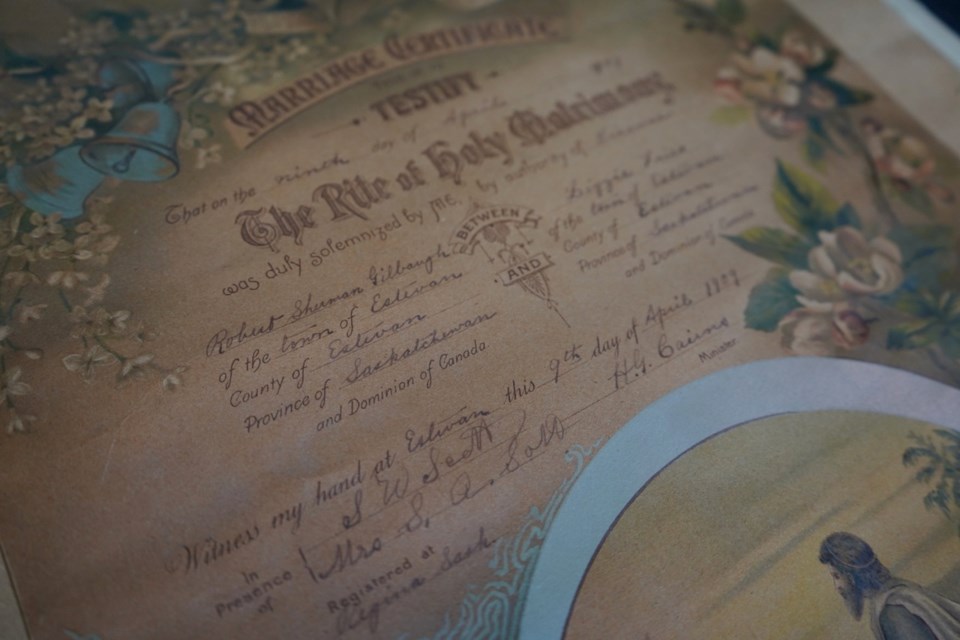 MARRIAGE CERTIFICATE
TESTIFY
That on the ninth day of Aprile
The Rite of Holy Matrimony
was duly solemnized by Me, by authority of
BETWEEN
AND
Robert Sherman Gilbaugh
of the town of Estevan
County of Estevan
Province of Saskatchewan
and Dominion of Canada
Lizzie
of the town of Estevan
County of Estevan
Province of Saskatchewan
and Dominion of Canada
Witness my hand at Estevan this 9th day of April
H.G. Cairns
Minister
In Presence of
S W Scott
Mrs S. A. Scott
Registered at
Regina Sask.